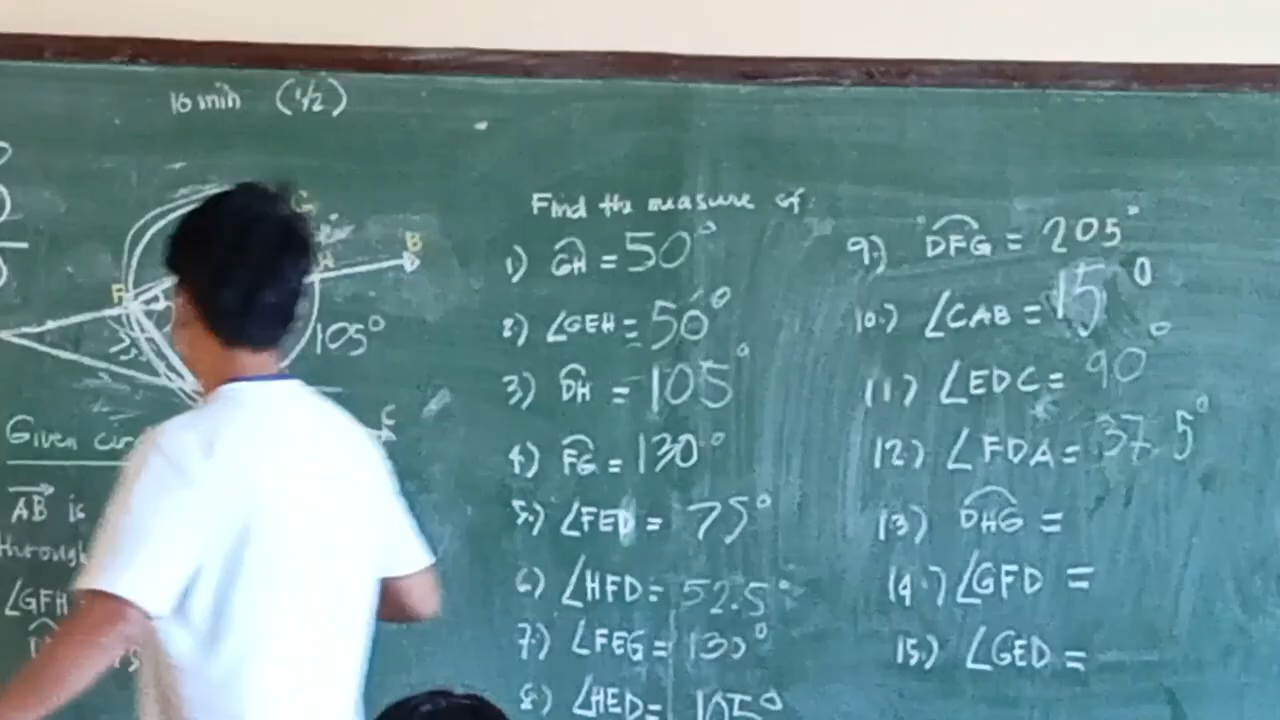 10 min (1/2)
G
B
H
F
105°
C
Given cir
AB is
through
∠GFH
Find the measure of:
1) GH = 50°
2) ∠GEH = 50°
3) DH = 105°
4) FG = 130°
5.) ∠FED = 75°
6) ∠HFD = 52.5°
7.) ∠FEG = 130°
8) ∠HED = 105°
9.) DFG = 205°
10.) ∠CAB = 15°
11.) ∠EDC = 90°
12) ∠FDA = 37.5°
13) DHG =
14.) ∠GFD =
15.) ∠GED =